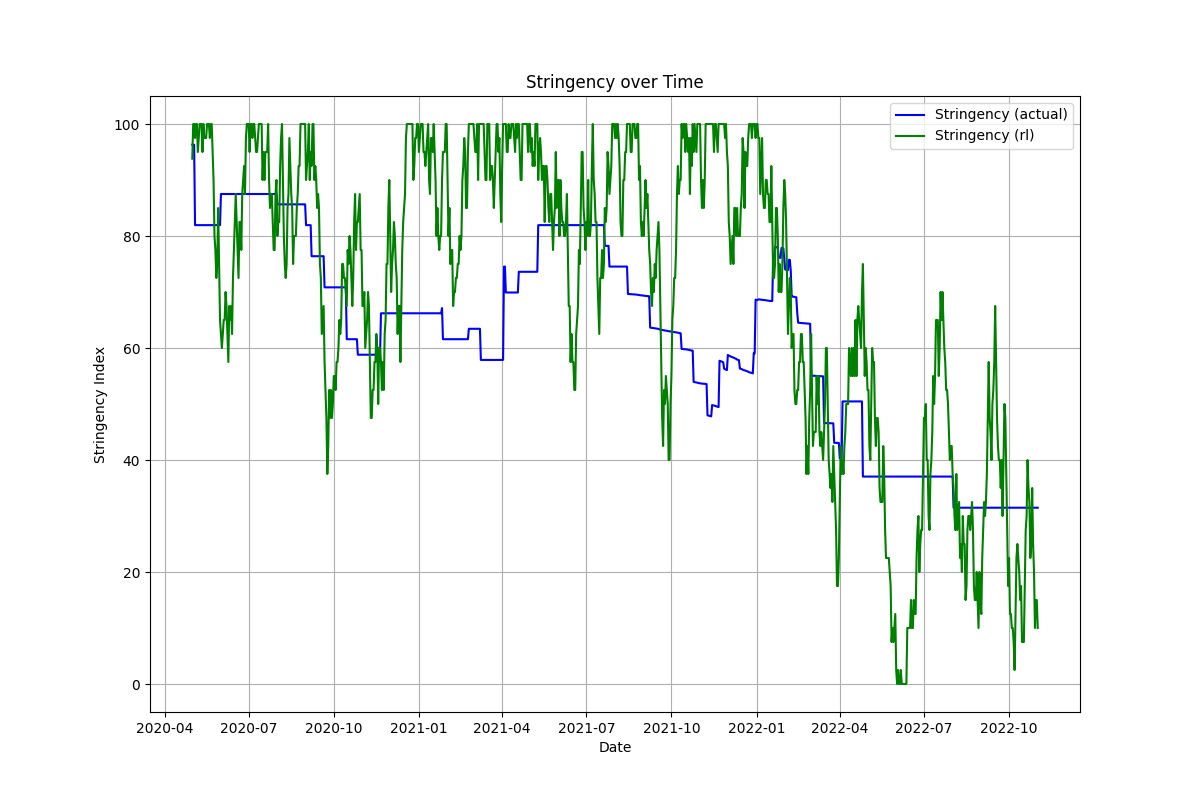 Stringency over Time
Stringency (actual)
Stringency (rl)
Stringency Index
100
80
60
40
20
0
2020-04 2020-07 2020-10 2021-01 2021-04 2021-07 2021-10 2022-01 2022-04 2022-07 2022-10
Date